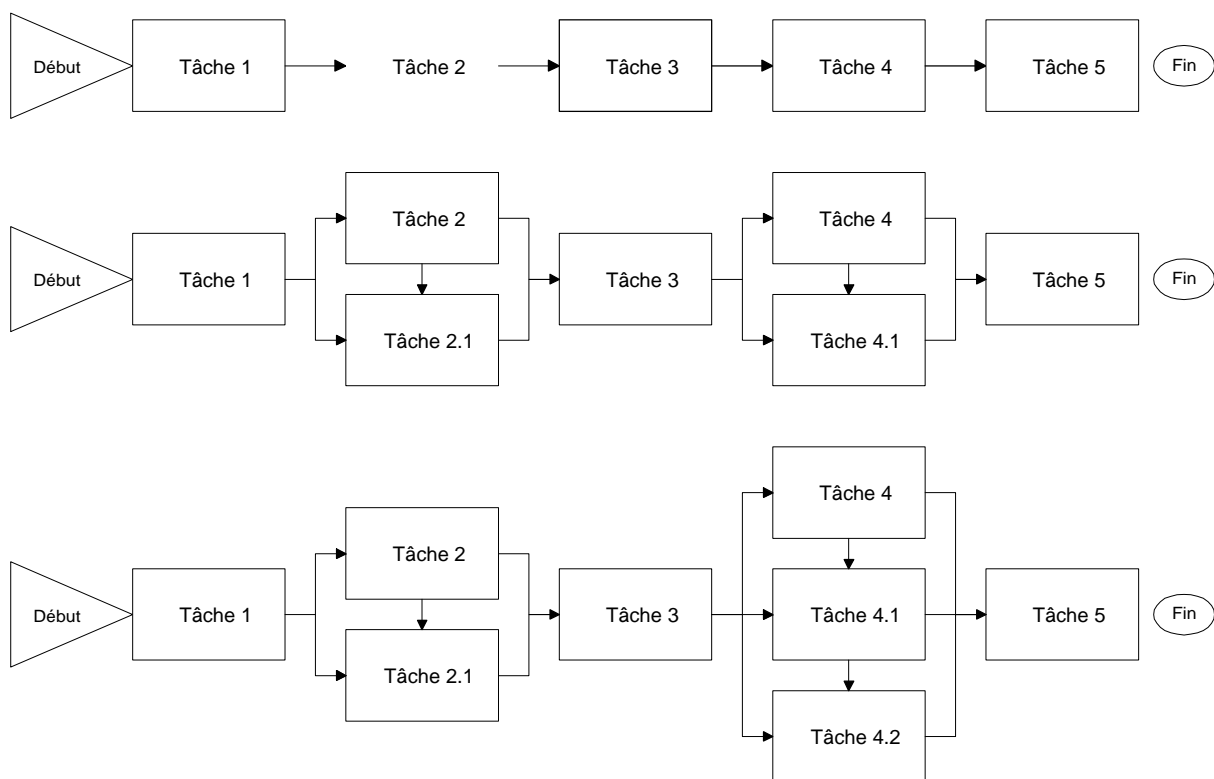 Début Tâche 1 Tâche 2 Tâche 3 Tâche 4 Tâche 5 Fin
Tâche 2 Tâche 4
Début Tâche 1 Tâche 3 Tâche 5 Fin
Tâche 2.1 Tâche 4.1
Tâche 4
Tâche 2
Début Tâche 1 Tâche 3 Tâche 4.1 Tâche 5 Fin
Tâche 2.1
Tâche 4.2